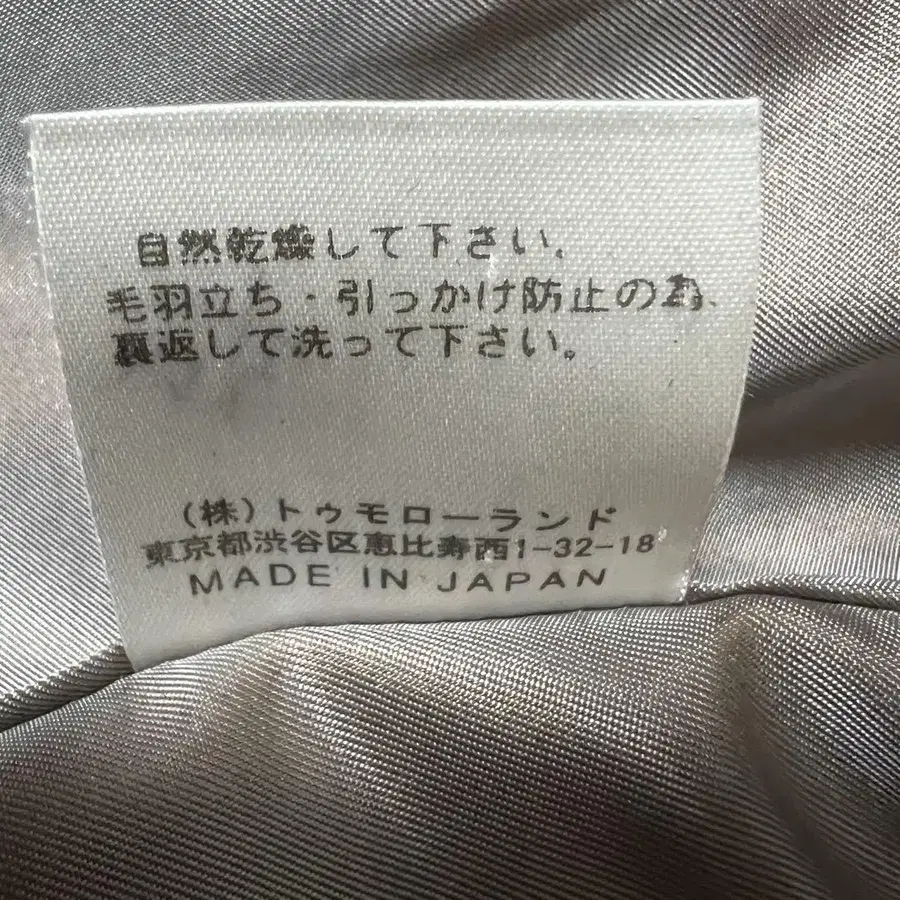 自然乾燥して下さい.
毛羽立ち・引っかけ防止の為、
裏返して洗って下さい。
(株)トゥモローランド
東京都渋谷区恵比寿西1-32-18
MADE IN JAPAN